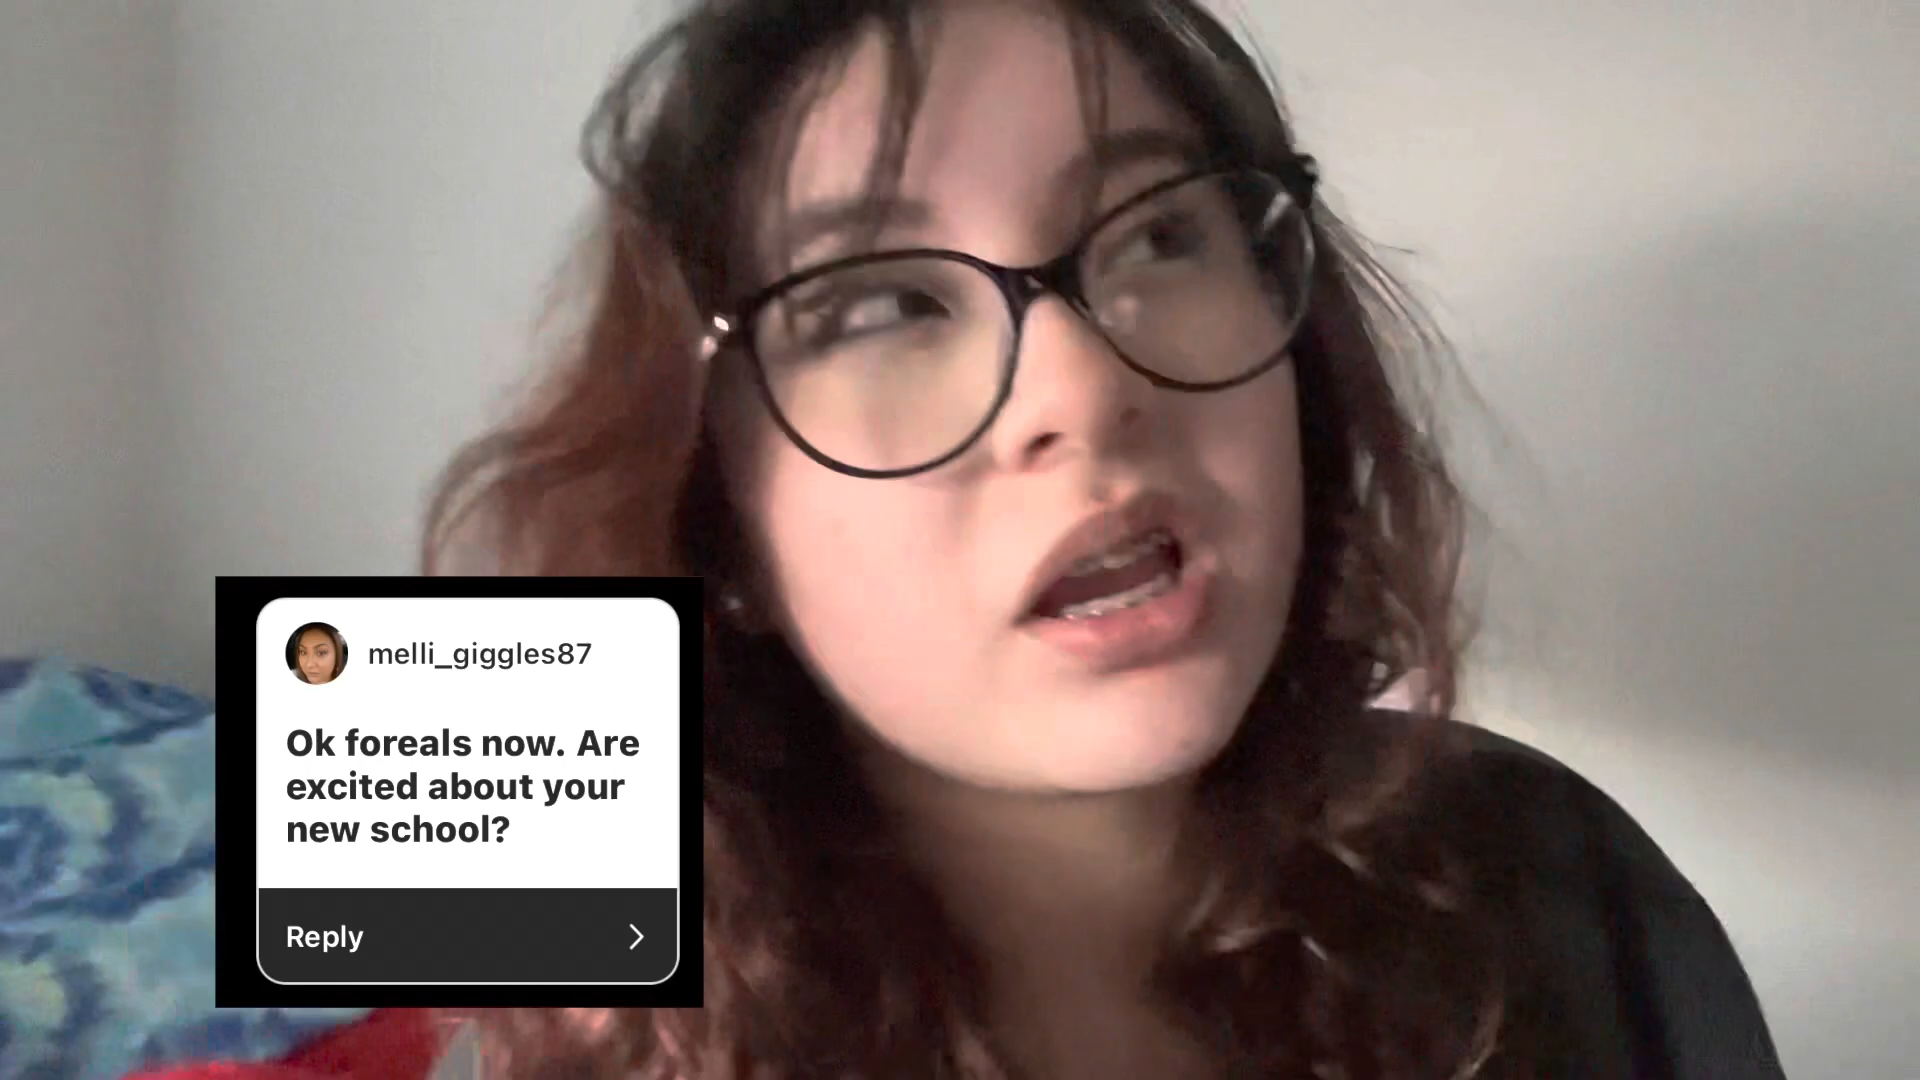 melli_giggles87
Ok foreals now. Are
excited about your
new school?
Reply